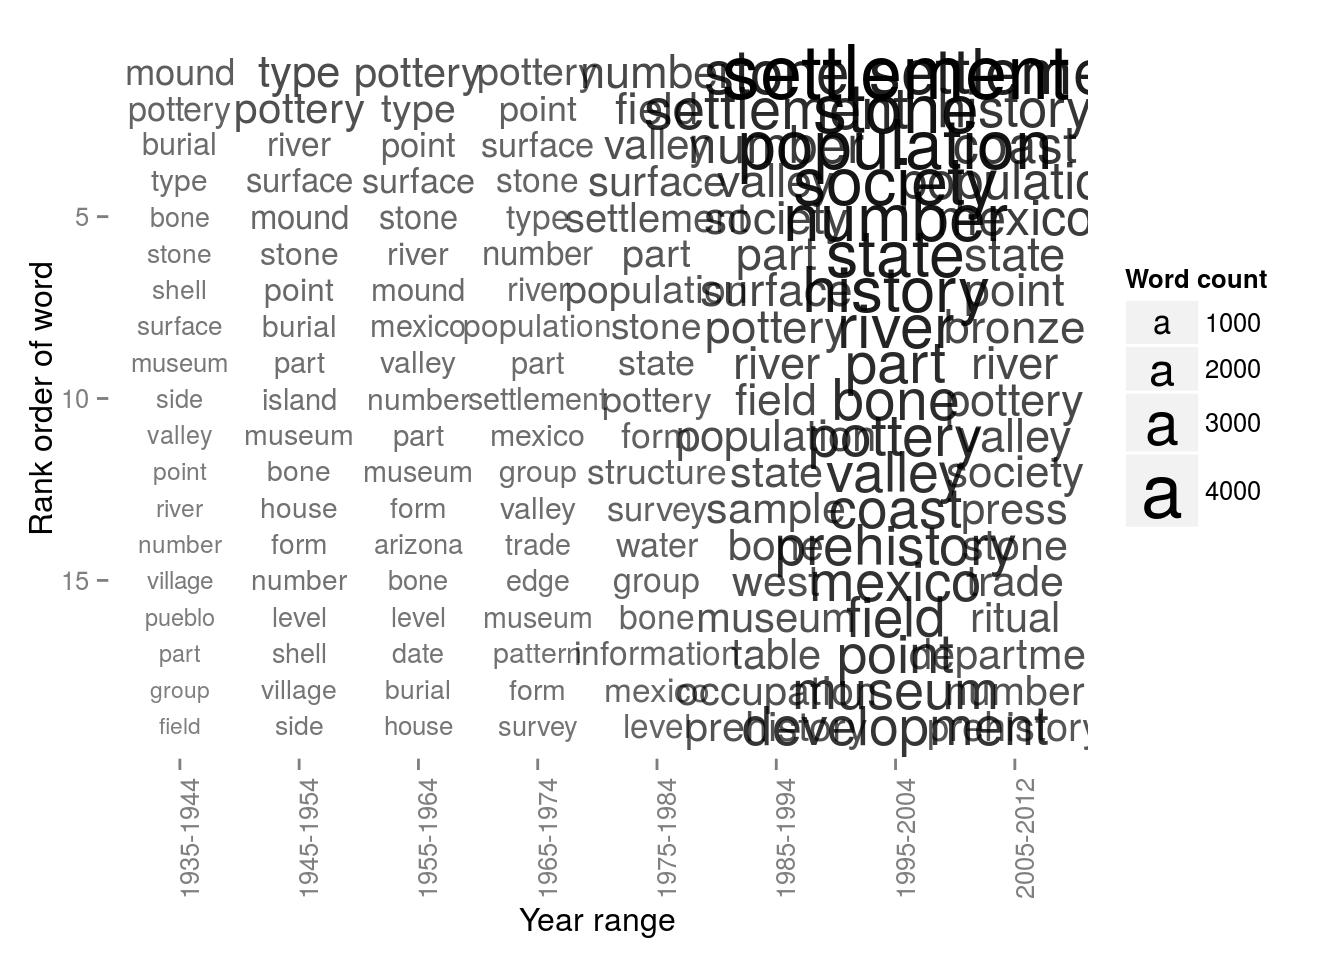 mound type pottery pottery number stone settlement settleme
pottery pottery type point field settlement stone history
burial river point surface valley number population coast
type surface surface stone surface valley society populatio
5 bone mound stone type settlement society number mexico
stone stone river number part part state state
shell point mound river population surface history point
surface burial mexico population stone pottery river bronze
museum part valley part state river part river
10 side island number settlement pottery field bone pottery
valley museum part mexico form population pottery valley
point bone museum group structure state valley society
river house form valley survey sample coast press
number form arizona trade water bone prehistory stone
15 village number bone edge group west mexico trade
pueblo level level museum bone museum field ritual
part shell date pattern information table point departme
group village burial form mexico occupation museum number
field side house survey level prehistory development prehistory
Rank order of word
1935-1944 1945-1954 1955-1964 1965-1974 1975-1984 1985-1994 1995-2004 2005-2012
Year range
Word count
a 1000
a 2000
a 3000
a 4000